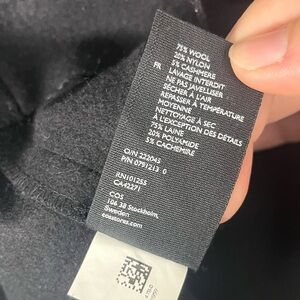 75% WOOL
20% NYLON
5% CASHMERE
FR LAVAGE INTERDIT
NE PAS JAVELLISER
SÉCHER À L'AIR
REPASSER À TEMPÉRATURE
MOYENNE
NETTOYAGE À SEC
À L'EXCEPTION DES DÉTAILS
75% LAINE
20% POLYAMIDE
5% CACHEMIRE
O/N 222045
P/N 0791213 0
RN101255
CA42271
COS
106 38 Stockholm,
Sweden
cosstores.com